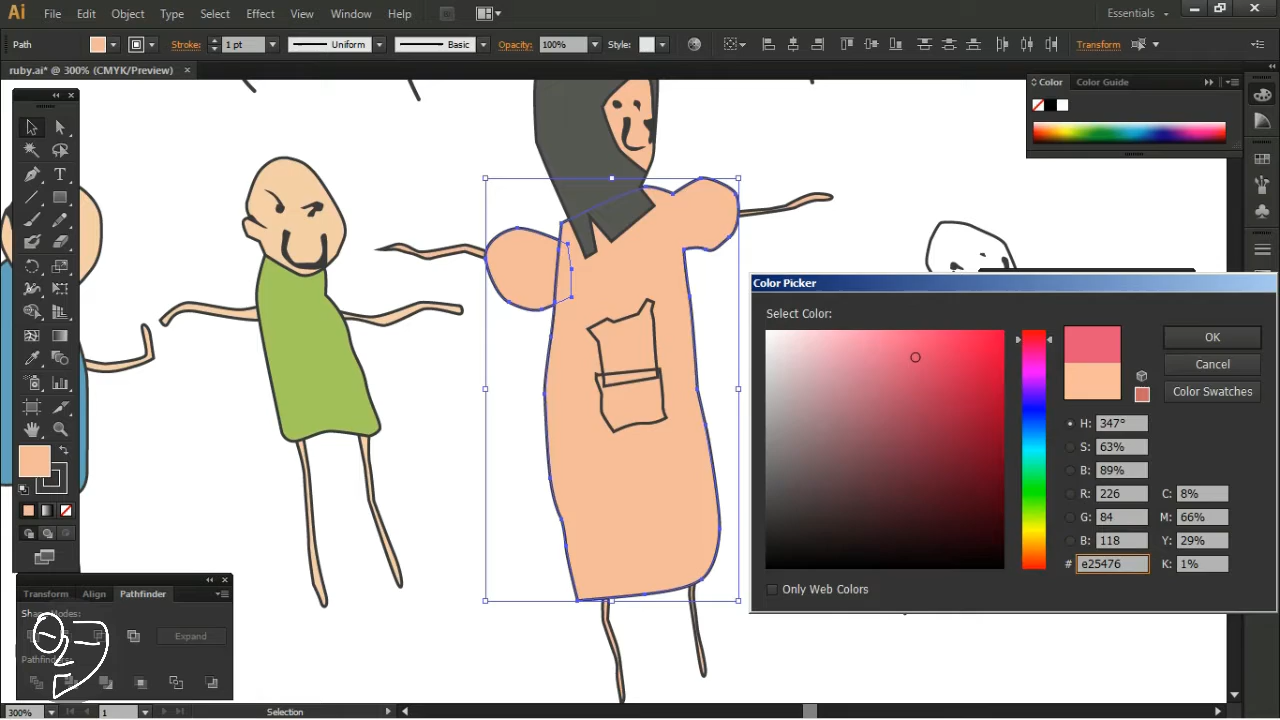 Ai File Edit Object Type Select Effect View Window Help Essentials
Path Stroke: 1 pt Uniform Basic Opacity: 100% Style: Transform
ruby.ai* @ 300% (CMYK/Preview) ×
Color Color Guide
Color Picker
Select Color:
OK
Cancel
Color Swatches
H: 347°
S: 63%
B: 89%
R: 226 C: 8%
G: 84 M: 66%
B: 118 Y: 29%
# e25476 K: 1%
Only Web Colors
Transform Align Pathfinder
Expand
300% 1 Selection